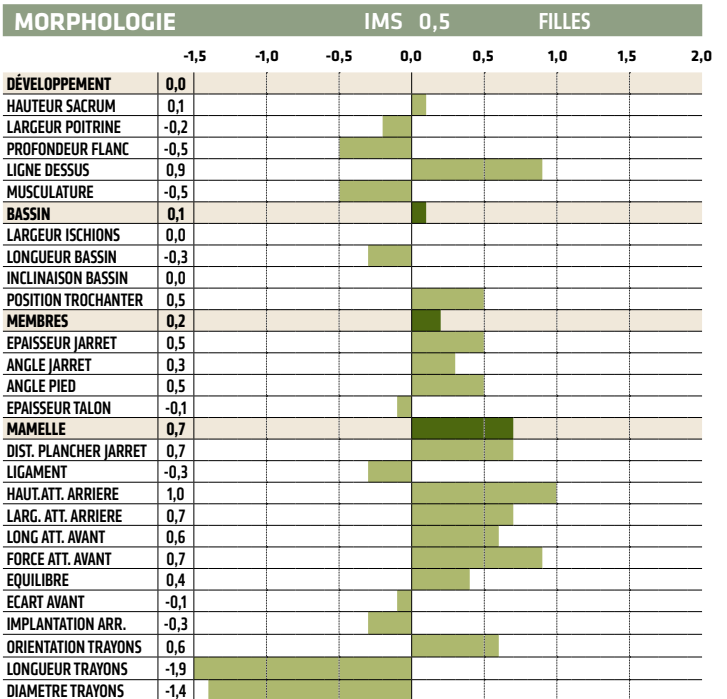 MORPHOLOGIE IMS 0,5 FILLES
-1,5 -1,0 -0,5 0,0 0,5 1,0 1,5 2,0
DÉVELOPPEMENT 0,0
HAUTEUR SACRUM 0,1
LARGEUR POITRINE -0,2
PROFONDEUR FLANC -0,5
LIGNE DESSUS 0,9
MUSCULATURE -0,5
BASSIN 0,1
LARGEUR ISCHIONS 0,0
LONGUEUR BASSIN -0,3
INCLINAISON BASSIN 0,0
POSITION TROCHANTER 0,5
MEMBRES 0,2
EPAISSEUR JARRET 0,5
ANGLE JARRET 0,3
ANGLE PIED 0,5
EPAISSEUR TALON -0,1
MAMELLE 0,7
DIST. PLANCHER JARRET 0,7
LIGAMENT -0,3
HAUT.ATT. ARRIERE 1,0
LARG. ATT. ARRIERE 0,7
LONG ATT. AVANT 0,6
FORCE ATT. AVANT 0,7
EQUILIBRE 0,4
ECART AVANT -0,1
IMPLANTATION ARR. -0,3
ORIENTATION TRAYONS 0,6
LONGUEUR TRAYONS -1,9
DIAMETRE TRAYONS -1,4